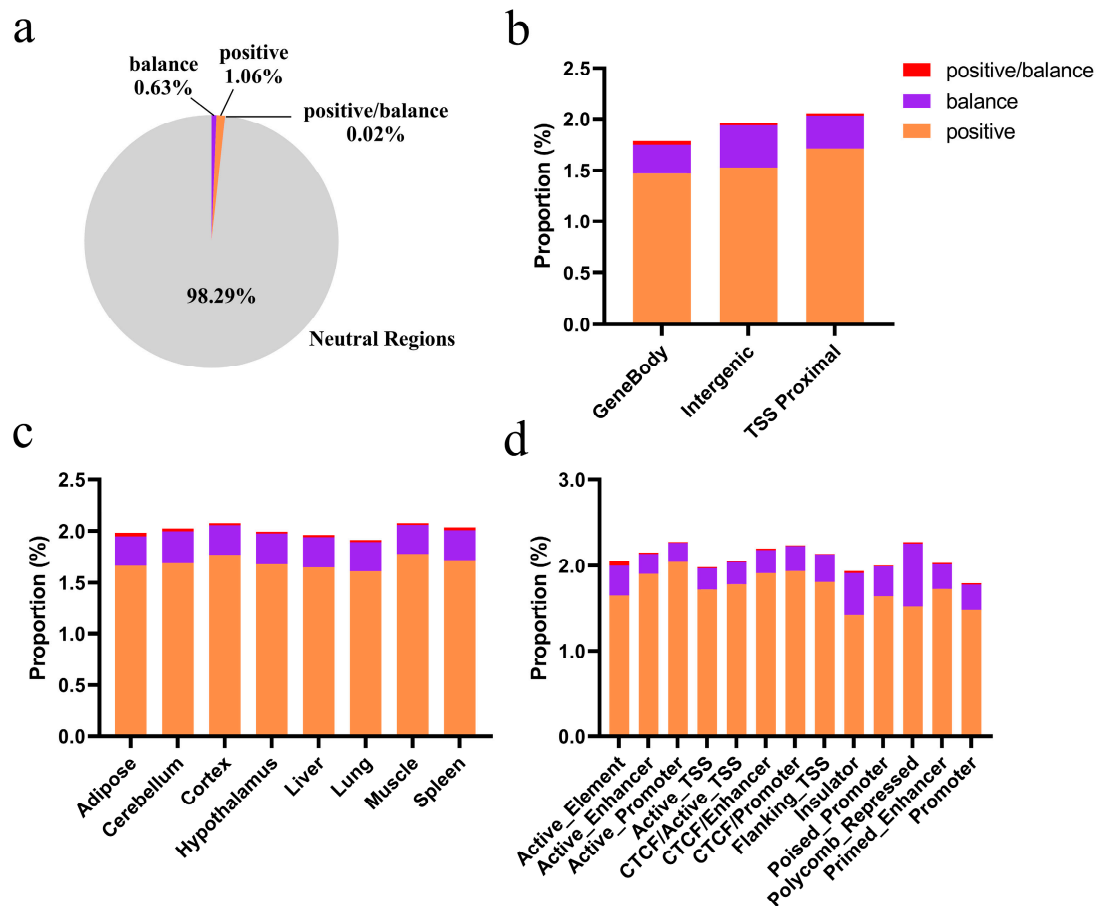 a
balance
0.63%
positive
1.06%
positive/balance
0.02%
98.29%
Neutral Regions
b
Proportion (%)
2.5
2.0
1.5
1.0
0.5
0.0
GeneBody
Intergenic
TSS Proximal
positive/balance
balance
positive
c
Proportion (%)
2.5
2.0
1.5
1.0
0.5
0.0
Adipose
Cerebellum
Cortex
Hypothalamus
Liver
Lung
Muscle
Spleen
d
Proportion (%)
3.0
2.0
1.0
0.0
Active_Element
Active_Enhancer
Active_Promoter
Active_TSS
CTCF/Active_TSS
CTCF/Enhancer
CTCF/Promoter
Flanking_TSS
Insulator
Poised_Promoter
Polycomb_Repressed
Primed_Enhancer
Promoter